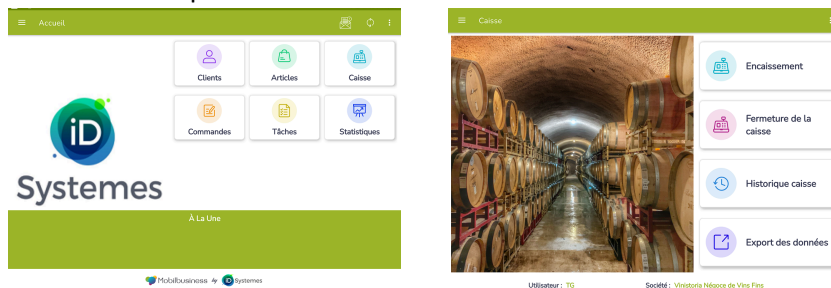 Accueil
Clients
Articles
Caisse
Commandes
Tâches
Statistiques
iD
Systemes
À La Une
Mobilbusiness by iD Systemes
Caisse
Encaissement
Fermeture de la
caisse
Historique caisse
Export des données
Utilisateur : TG
Société : Vinistoria Négoce de Vins Fins